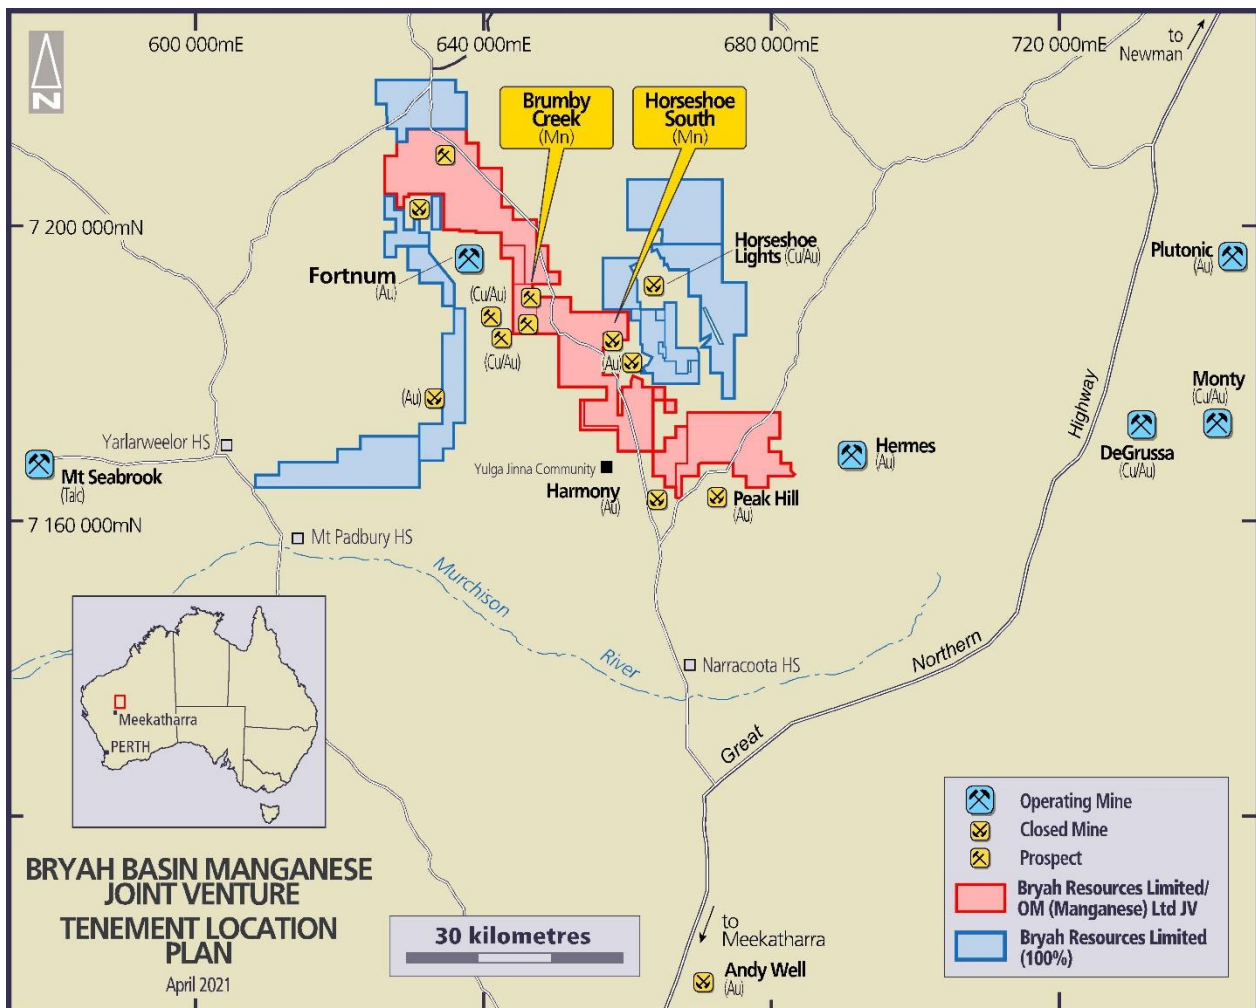 600 000mE
640 000mE
680 000mE
720 000mE
to
Newman
N
Brumby
Creek
(Mn)
Horseshoe
South
(Mn)
7 200 000mN
Fortnum
(Au)
(Cu/Au)
(Cu/Au)
Horseshoe
Lights (Cu/Au)
Plutonic
(Au)
(Au)
(Au)
Highway
Monty
(Cu/Au)
Yarlarweelor HS
Mt Seabrook
(Talc)
Yulga Jinna Community
Harmony
(Au)
Peak Hill
(Au)
Hermes
(Au)
DeGrussa
(Cu/Au)
7 160 000mN
Mt Padbury HS
Murchison
River
Narracoota HS
Northern
Great
Meekatharra
PERTH
BRYAH BASIN MANGANESE
JOINT VENTURE
TENEMENT LOCATION
PLAN
April 2021
30 kilometres
to
Meekatharra
Andy Well
(Au)
Operating Mine
Closed Mine
Prospect
Bryah Resources Limited/
OM (Manganese) Ltd JV
Bryah Resources Limited
(100%)